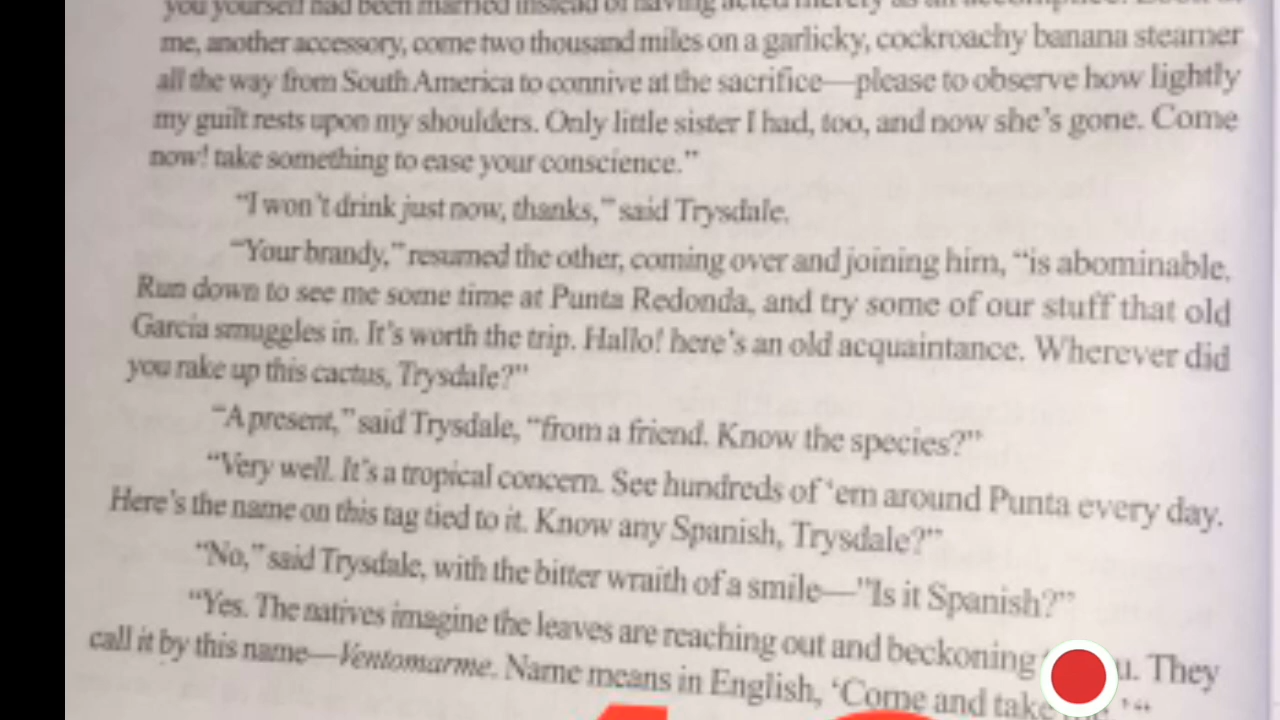 you yourself had been married instead of having acted merely as an accomplice. Look at
me, another accessory, come two thousand miles on a garlicky, cockroachy banana steamer
all the way from South America to connive at the sacrifice—please to observe how lightly
my guilt rests upon my shoulders. Only little sister I had, too, and now she's gone. Come
now! take something to ease your conscience."
"I won't drink just now, thanks," said Trysdale.
"Your brandy," resumed the other, coming over and joining him, "is abominable.
Run down to see me some time at Punta Redonda, and try some of our stuff that old
Garcia smuggles in. It's worth the trip. Hallo! here's an old acquaintance. Wherever did
you rake up this cactus, Trysdale?"
"A present," said Trysdale, "from a friend. Know the species?"
"Very well. It's a tropical concern. See hundreds of 'em around Punta every day.
Here's the name on this tag tied to it. Know any Spanish, Trysdale?"
"No," said Trysdale, with the bitter wraith of a smile—"Is it Spanish?"
"Yes. The natives imagine the leaves are reaching out and beckoning They
call it by this name—Ventomarme. Name means in English, 'Come and take